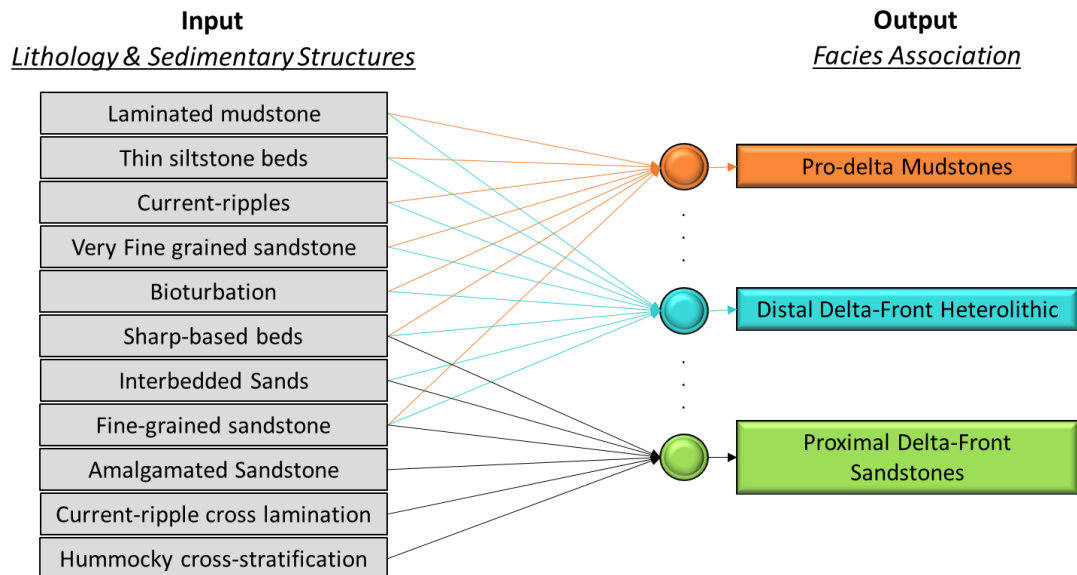 Input
Lithology & Sedimentary Structures
Output
Facies Association
Laminated mudstone
Thin siltstone beds
Current-ripples
Very Fine grained sandstone
Bioturbation
Sharp-based beds
Interbedded Sands
Fine-grained sandstone
Amalgamated Sandstone
Current-ripple cross lamination
Hummocky cross-stratification
Pro-delta Mudstones
Distal Delta-Front Heterolithic
Proximal Delta-Front
Sandstones